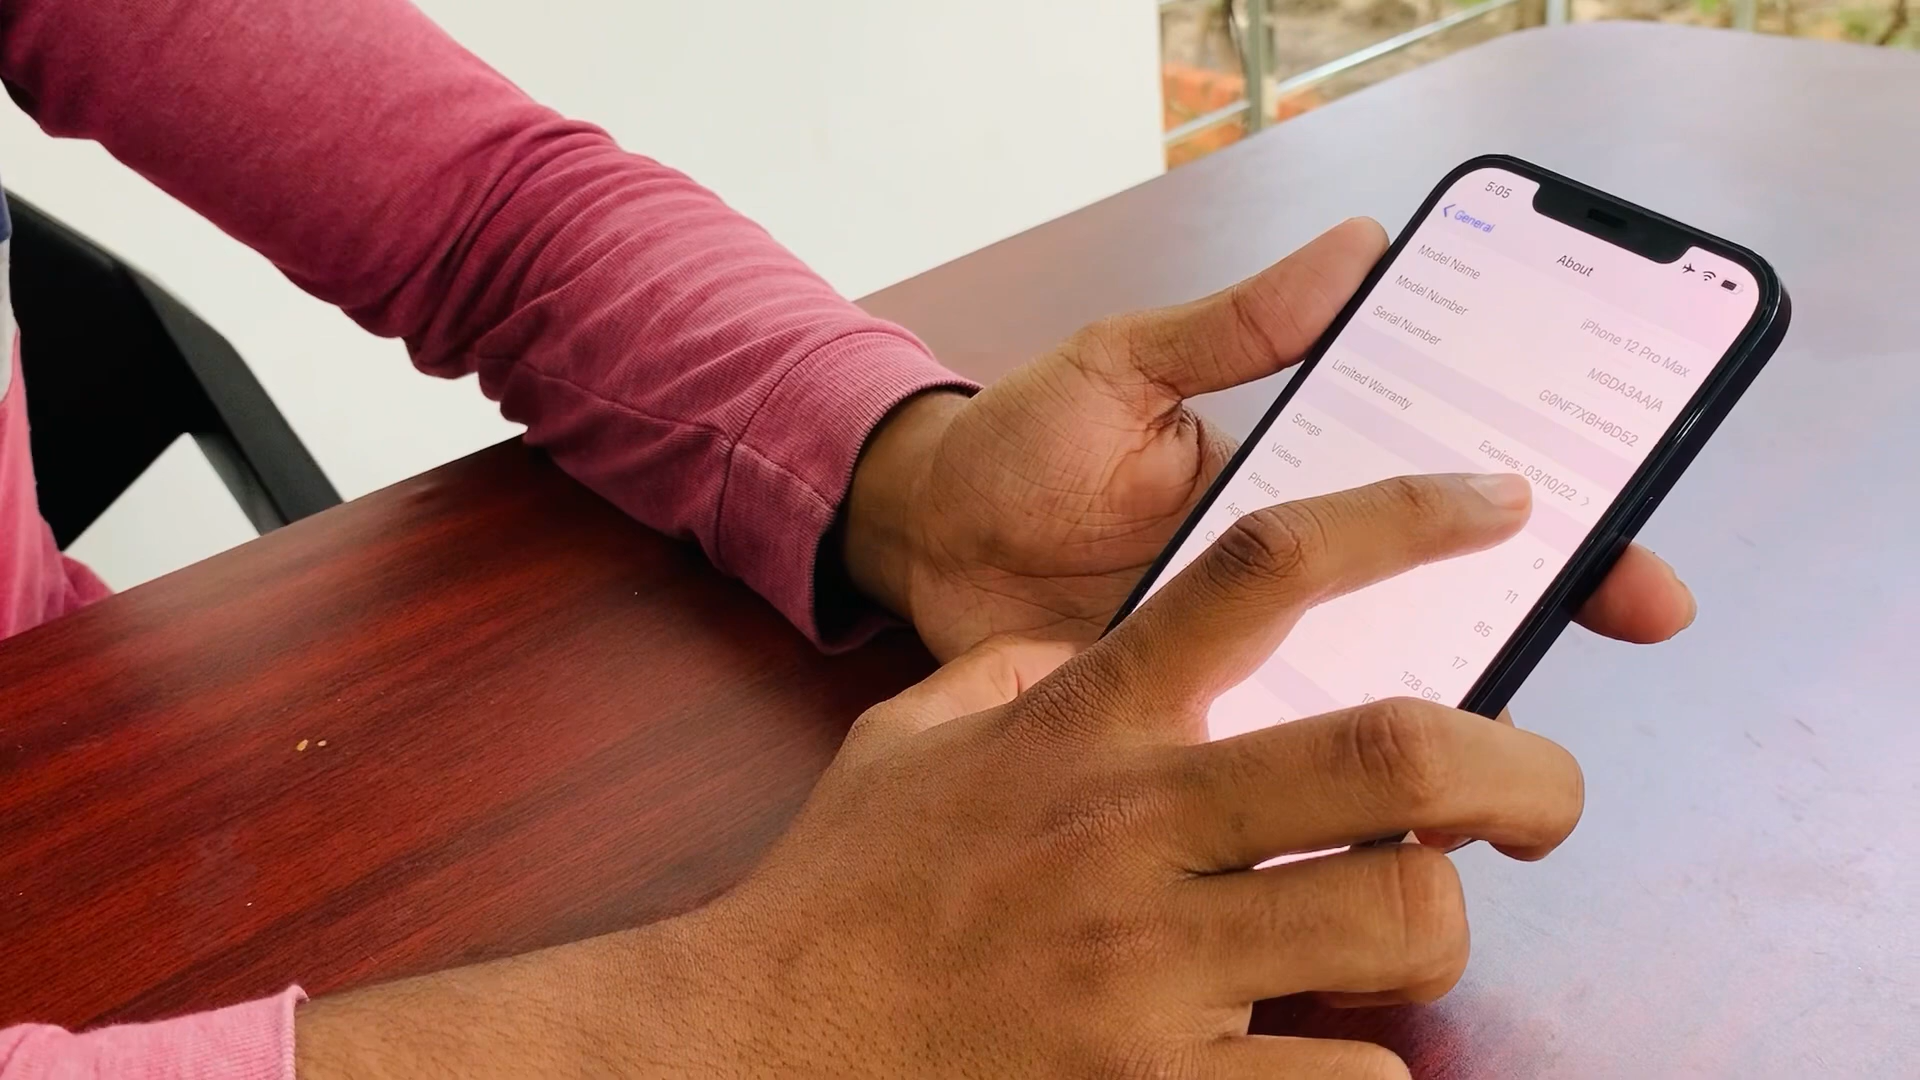 5:05
General
About
Model Name
iPhone 12 Pro Max
Model Number
MGDA3AA/A
Serial Number
G0NF7XBH0D52
Limited Warranty
Expires: 03/10/22
Songs
0
Videos
11
Photos
85
17
128 GB